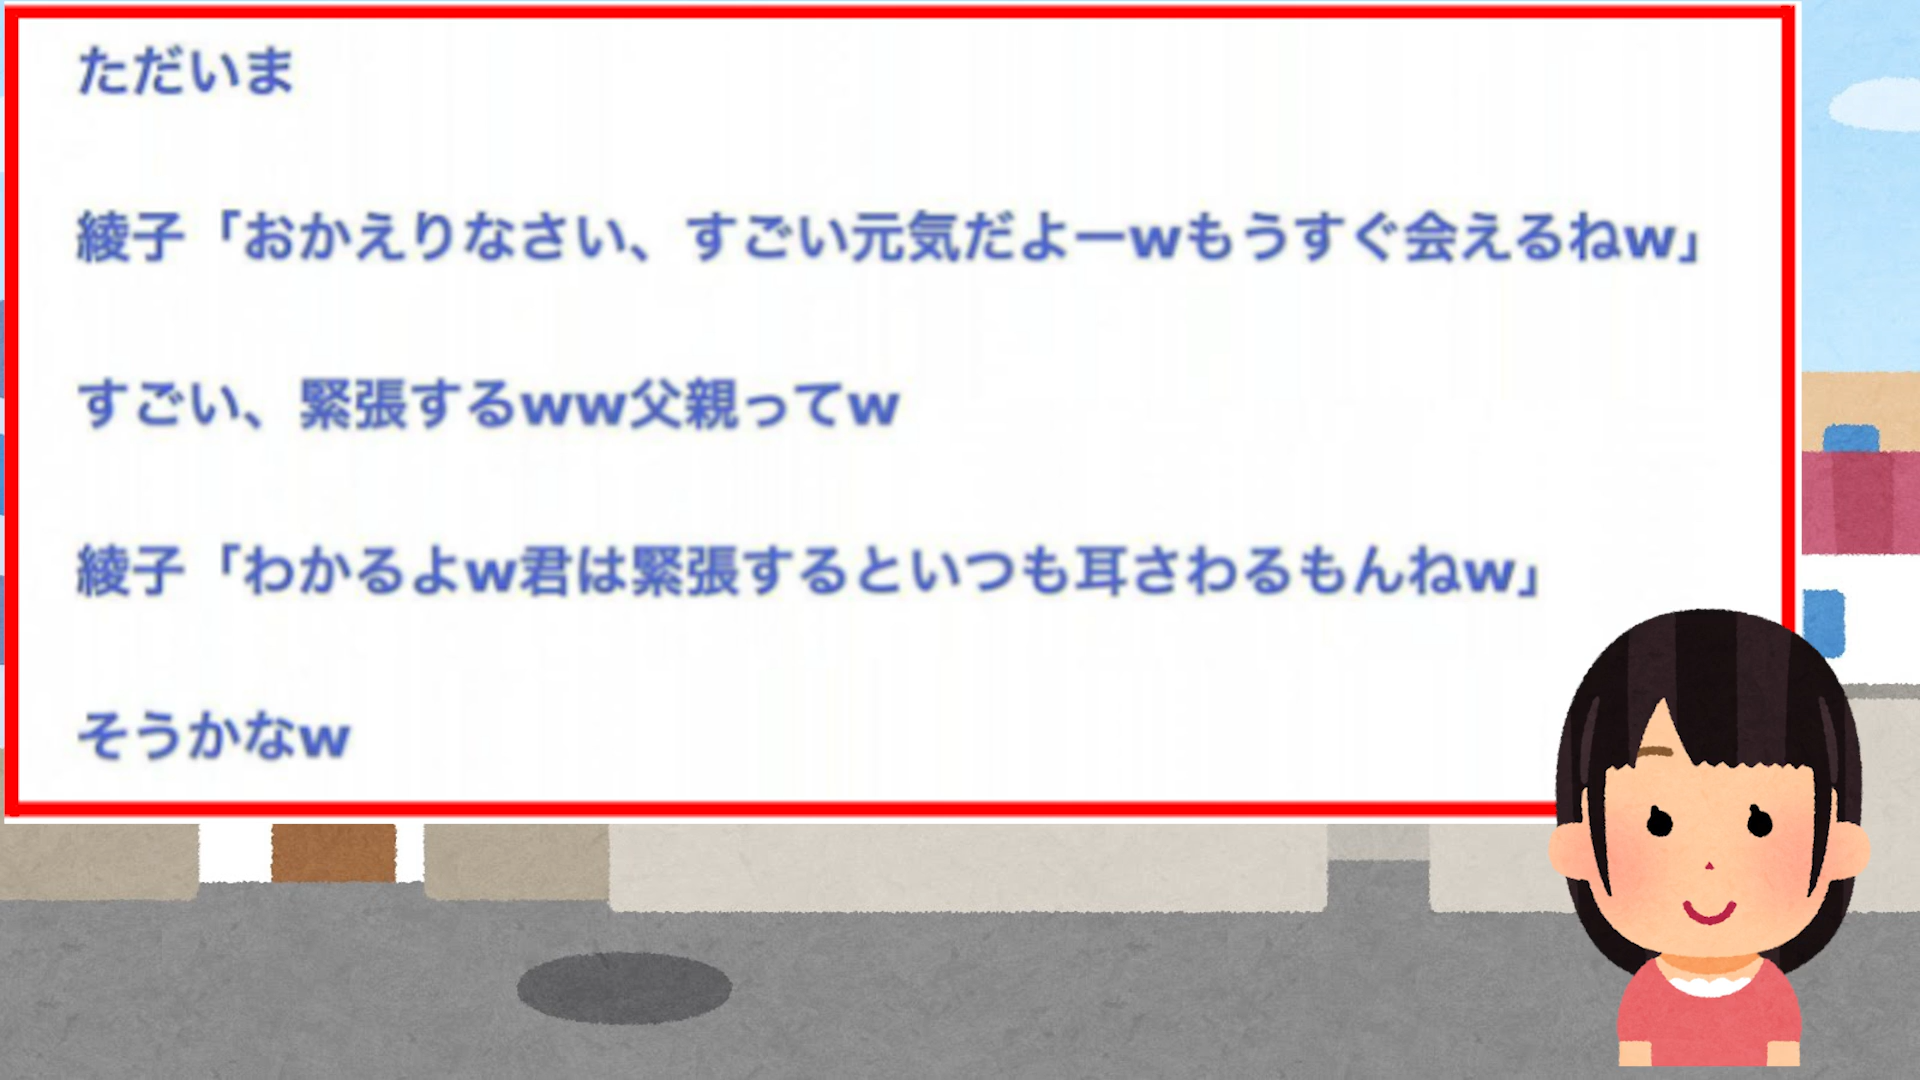 ただいま
綾子「おかえりなさい、すごい元気だよーwもうすぐ会えるねw」
すごい、緊張するww父親ってw
綾子「わかるよw君は緊張するといつも耳さわるもんねw」
そうかなw